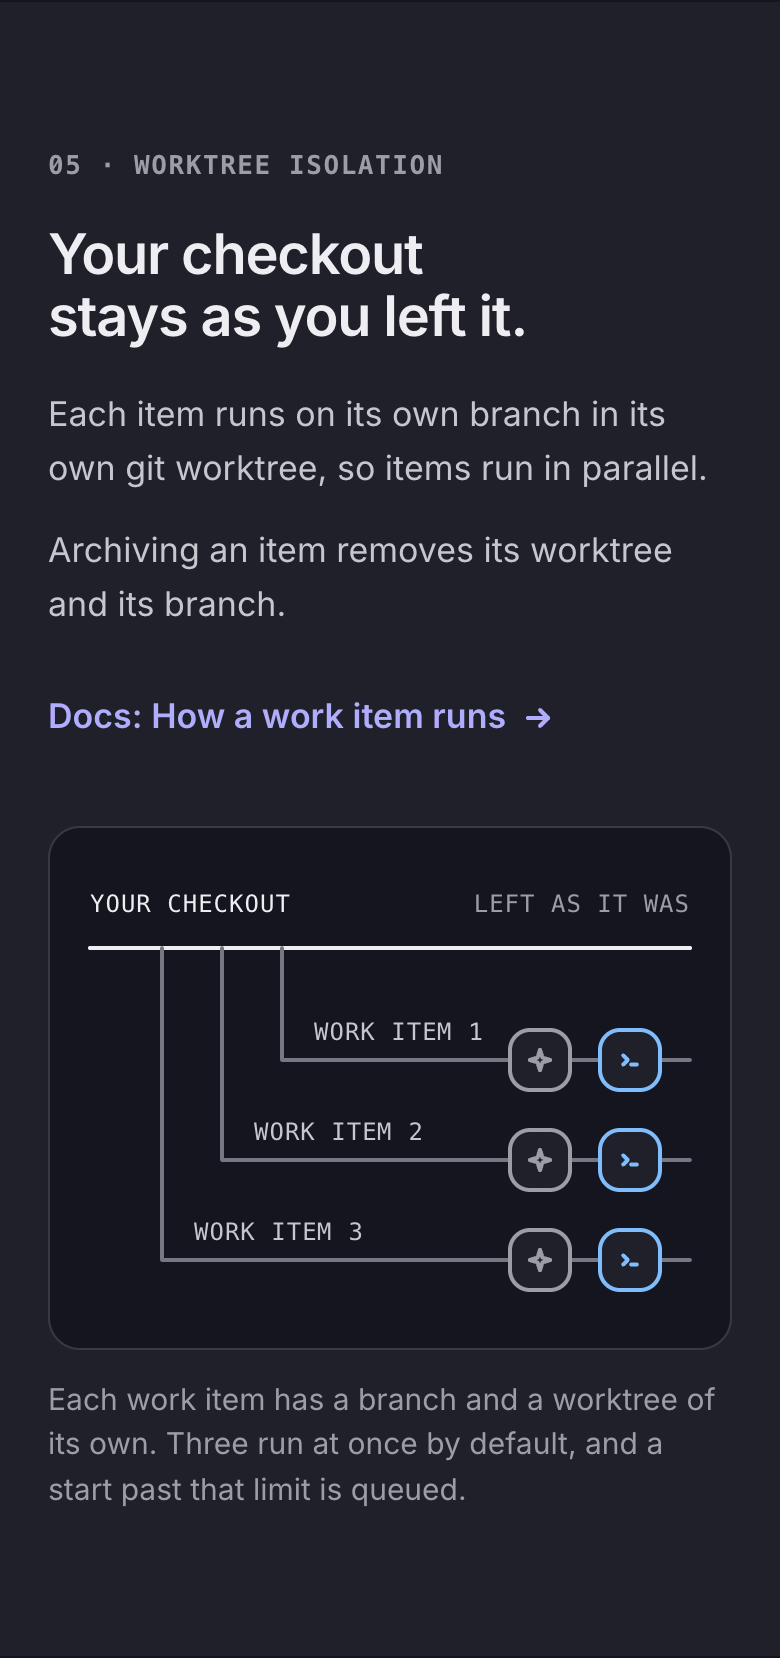 05 · WORKTREE ISOLATION
Your checkout
stays as you left it.
Each item runs on its own branch in its
own git worktree, so items run in parallel.
Archiving an item removes its worktree
and its branch.
Docs: How a work item runs →
YOUR CHECKOUT LEFT AS IT WAS
WORK ITEM 1
WORK ITEM 2
WORK ITEM 3
Each work item has a branch and a worktree of
its own. Three run at once by default, and a
start past that limit is queued.